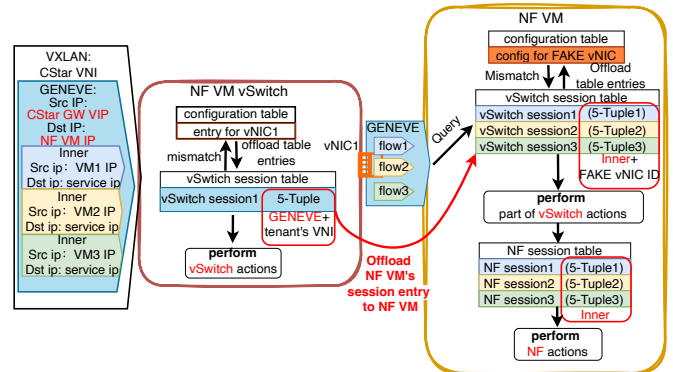 VXLAN:
CStar VNI
GENEVE:
Src IP:
CStar GW VIP
Dst IP:
NF VM IP
Inner
Src ip: VM1 IP
Dst ip: service ip
Inner
Src ip: VM2 IP
Dst ip: service ip
Inner
Src ip: VM3 IP
Dst ip: service ip
NF VM vSwitch
configuration table
entry for vNIC1
mismatch
offload table
entries
vSwtich session table
vSwitch session1
5-Tuple
GENEVE+
tenant's VNI
perform
vSwitch actions
vNIC1
GENEVE
flow1
flow2
flow3
Query
Offload
NF VM's
session entry
to NF VM
NF VM
configuration table
config for FAKE vNIC
Mismatch
Offload
table entries
vSwitch session table
vSwitch session1 (5-Tuple1)
vSwitch session2 (5-Tuple2)
vSwitch session3 (5-Tuple3)
Inner+
FAKE vNIC ID
perform
part of vSwitch actions
NF session table
NF session1 (5-Tuple1)
NF session2 (5-Tuple2)
NF session3 (5-Tuple3)
Inner
perform
NF actions